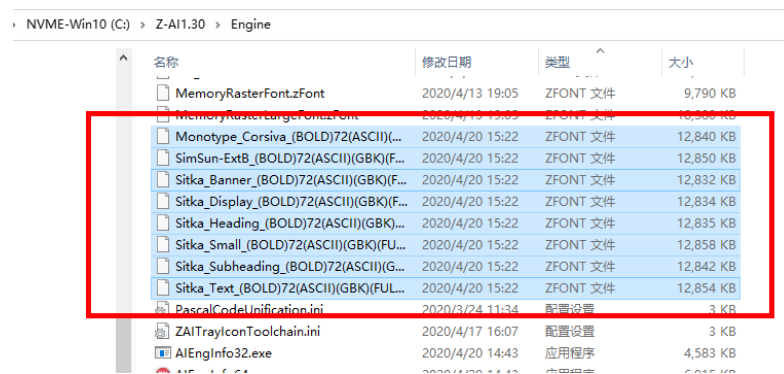 NVME-Win10 (C:) › Z-AI1.30 › Engine
名称 修改日期 类型 大小
MemoryRasterFont.zFont 2020/4/13 19:05 ZFONT 文件 9,790 KB
MemoryRasterLargeFont.zFont ZFONT 文件
Monotype_Corsiva_(BOLD)72(ASCII)(... 2020/4/20 15:22 ZFONT 文件 12,840 KB
SimSun-ExtB_(BOLD)72(ASCII)(GBK)(F... 2020/4/20 15:22 ZFONT 文件 12,850 KB
Sitka_Banner_(BOLD)72(ASCII)(GBK)(F... 2020/4/20 15:22 ZFONT 文件 12,832 KB
Sitka_Display_(BOLD)72(ASCII)(GBK)(F... 2020/4/20 15:22 ZFONT 文件 12,834 KB
Sitka_Heading_(BOLD)72(ASCII)(GBK)... 2020/4/20 15:22 ZFONT 文件 12,835 KB
Sitka_Small_(BOLD)72(ASCII)(GBK)(FU... 2020/4/20 15:22 ZFONT 文件 12,858 KB
Sitka_Subheading_(BOLD)72(ASCII)(G... 2020/4/20 15:22 ZFONT 文件 12,842 KB
Sitka_Text_(BOLD)72(ASCII)(GBK)(FUL... 2020/4/20 15:22 ZFONT 文件 12,854 KB
PascalCodeUnification.ini 2020/3/24 11:34 配置设置 3 KB
ZAITrayIconToolchain.ini 2020/4/17 16:07 配置设置 3 KB
AIEngInfo32.exe 2020/4/20 14:43 应用程序 4,583 KB